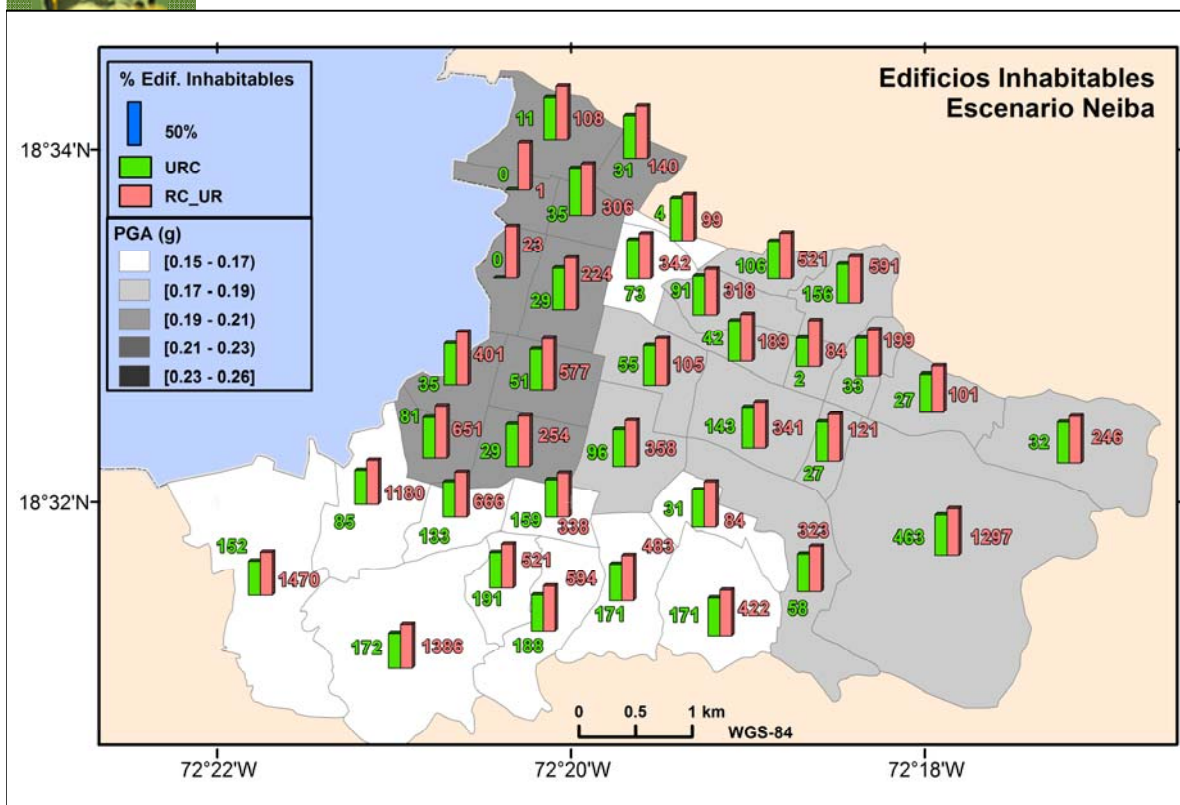 % Edif. Inhabitables
50%
URC
RC_UR
PGA (g)
[0.15 - 0.17)
[0.17 - 0.19)
[0.19 - 0.21)
[0.21 - 0.23)
[0.23 - 0.26]
Edificios Inhabitables
Escenario Neiba
18°34'N
18°32'N
11 108
31 140
0 1
35 306
4 99
0 23
29 224
73 342
106 521
91 318
156 591
42 189
2 84
33 199
35 401
51 577
55 105
27 101
81 651
29 254
96 358
143 341
27 121
32 246
85 1180
133 666
159 338
31 84
463 1297
152 1470
191 521
188 594
171 483
58 323
172 1386
171 422
0 0.5 1 km
WGS-84
72°22'W 72°20'W 72°18'W